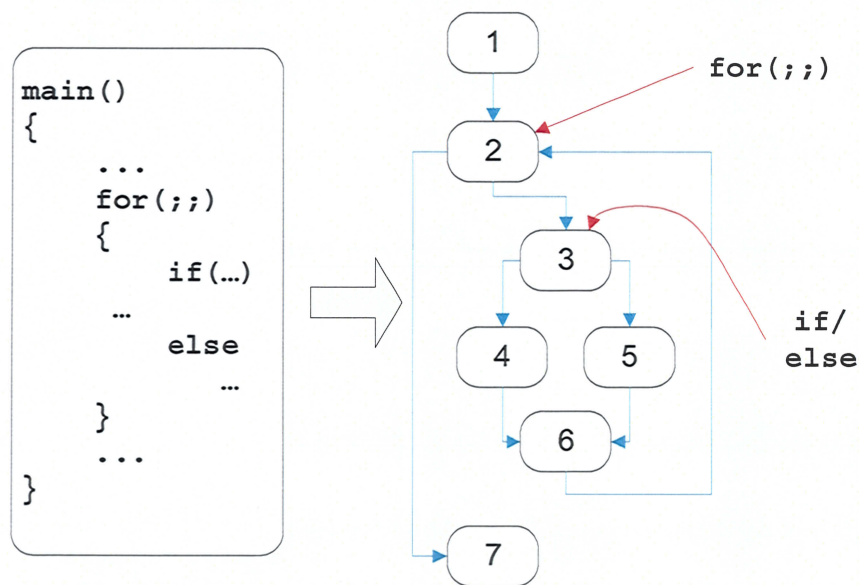 main()
{
...
for(;;)
{
if(…)
…
else
…
}
...
}
1
for(;;)
2
3
if/
else
4
5
6
7